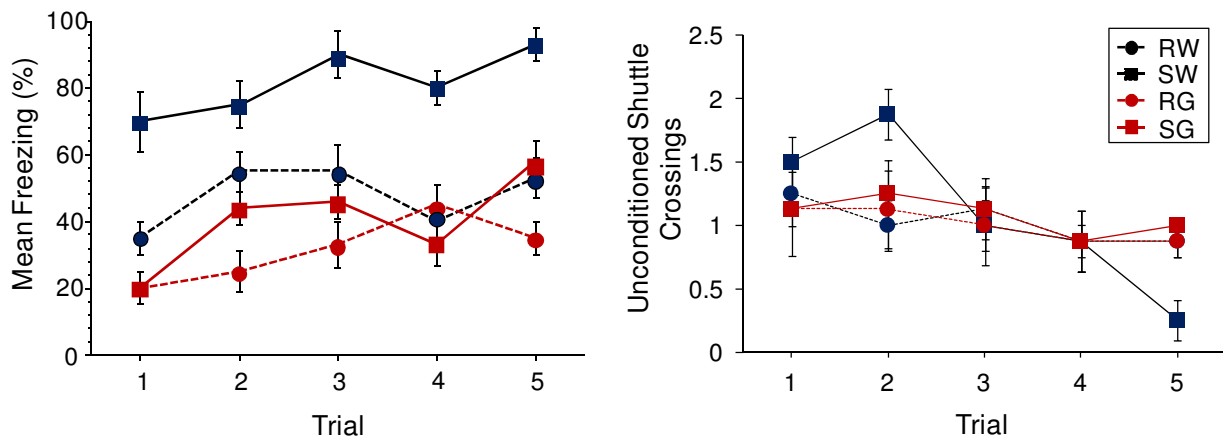 Mean Freezing (%)
100
80
60
40
20
0
1 2 3 4 5
Trial
Unconditioned Shuttle
Crossings
2.5
2
1.5
1
0.5
0
1 2 3 4 5
Trial
RW
SW
RG
SG